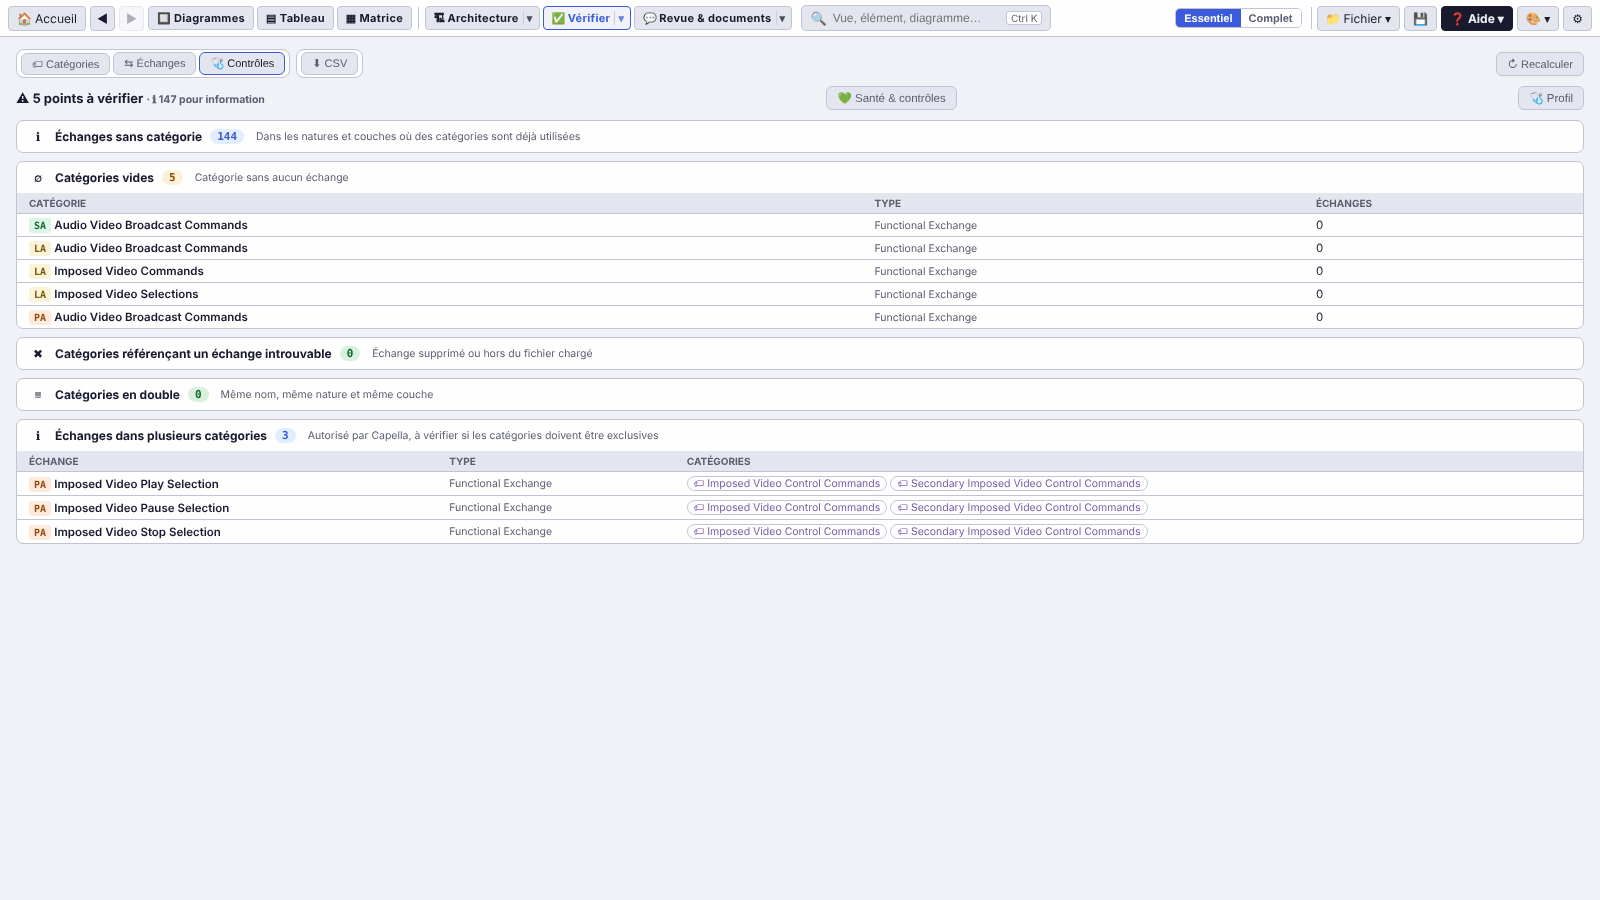 🏠 Accueil ◀ ▶ 🔲 Diagrammes ▤ Tableau ▦ Matrice 🏗 Architecture ▾ ✅ Vérifier ▾ 💬 Revue & documents ▾ 🔍 Vue, élément, diagramme… Ctrl K Essentiel Complet 📁 Fichier ▾ 💾 ❓ Aide ▾ 🎨 ▾ ⚙
🏷 Catégories ⇆ Échanges 🩺 Contrôles ⬇ CSV ↻ Recalculer
⚠ 5 points à vérifier · ℹ 147 pour information 💚 Santé & contrôles 🩺 Profil
ℹ Échanges sans catégorie 144 Dans les natures et couches où des catégories sont déjà utilisées
∅ Catégories vides 5 Catégorie sans aucun échange
CATÉGORIE TYPE ÉCHANGES
SA Audio Video Broadcast Commands Functional Exchange 0
LA Audio Video Broadcast Commands Functional Exchange 0
LA Imposed Video Commands Functional Exchange 0
LA Imposed Video Selections Functional Exchange 0
PA Audio Video Broadcast Commands Functional Exchange 0
✖ Catégories référençant un échange introuvable 0 Échange supprimé ou hors du fichier chargé
≡ Catégories en double 0 Même nom, même nature et même couche
ℹ Échanges dans plusieurs catégories 3 Autorisé par Capella, à vérifier si les catégories doivent être exclusives
ÉCHANGE TYPE CATÉGORIES
PA Imposed Video Play Selection Functional Exchange 🏷 Imposed Video Control Commands 🏷 Secondary Imposed Video Control Commands
PA Imposed Video Pause Selection Functional Exchange 🏷 Imposed Video Control Commands 🏷 Secondary Imposed Video Control Commands
PA Imposed Video Stop Selection Functional Exchange 🏷 Imposed Video Control Commands 🏷 Secondary Imposed Video Control Commands